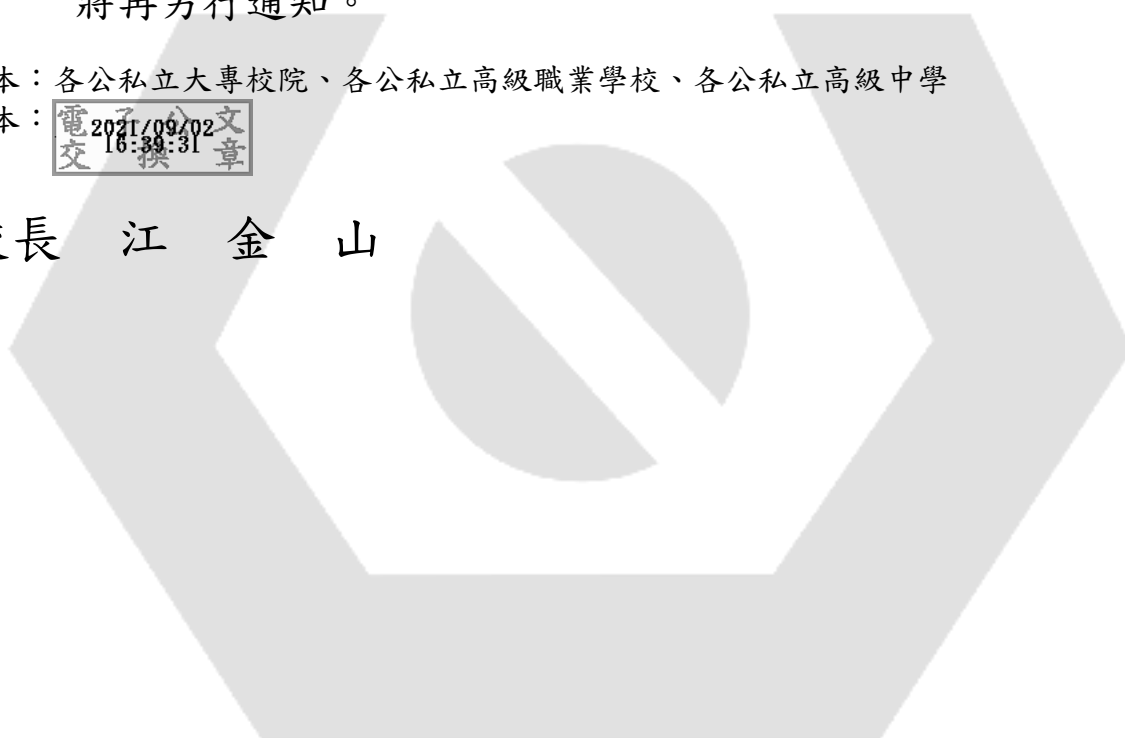 將再另行通知。
本：各公私立大專校院、各公私立高級職業學校、各公私立高級中學
本：
電子公文
交換章
2021/09/02
16:39:31
長 江 金 山